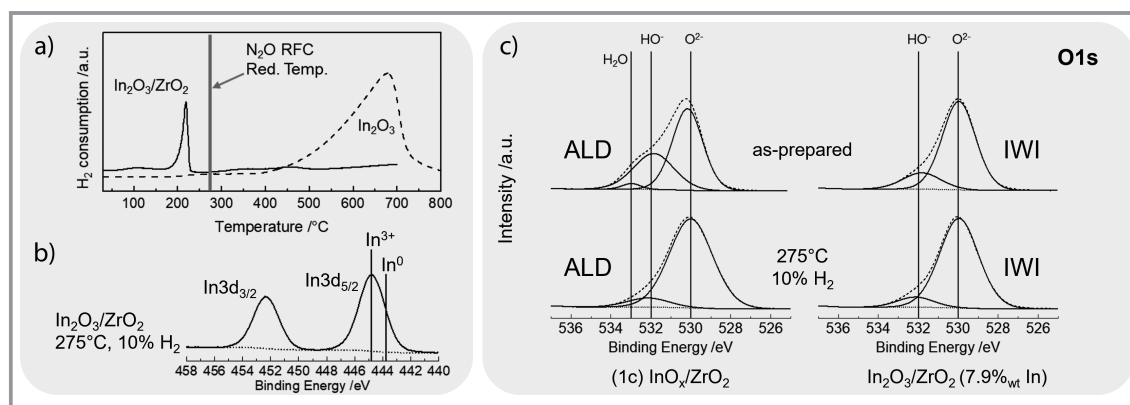 a)
H₂ consumption /a.u.
N₂O RFC
Red. Temp.
In₂O₃/ZrO₂
In₂O₃
100 200 300 400 500 600 700 800
Temperature /°C
b)
In³⁺
In⁰
In3d₃/₂
In3d₅/₂
In₂O₃/ZrO₂
275°C, 10% H₂
458 456 454 452 450 448 446 444 442 440
Binding Energy /eV
c)
O1s
HO⁻ O²⁻ HO⁻ O²⁻
H₂O
Intensity /a.u.
ALD as-prepared IWI
ALD 275°C IWI
10% H₂
536 534 532 530 528 526 536 534 532 530 528 526
Binding Energy /eV Binding Energy /eV
(1c) InOₓ/ZrO₂ In₂O₃/ZrO₂ (7.9%wt In)